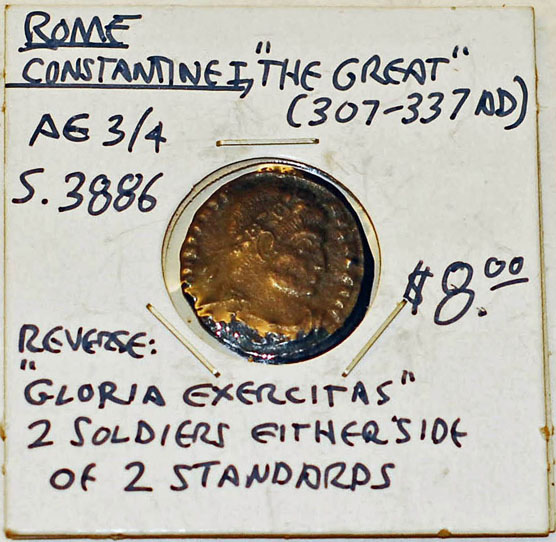 ROME
CONSTANTINE I, "THE GREAT"
(307-337 AD)
AE 3/4
S. 3886
$8.00
REVERSE:
"GLORIA EXERCITAS"
2 SOLDIERS EITHER SIDE
OF 2 STANDARDS